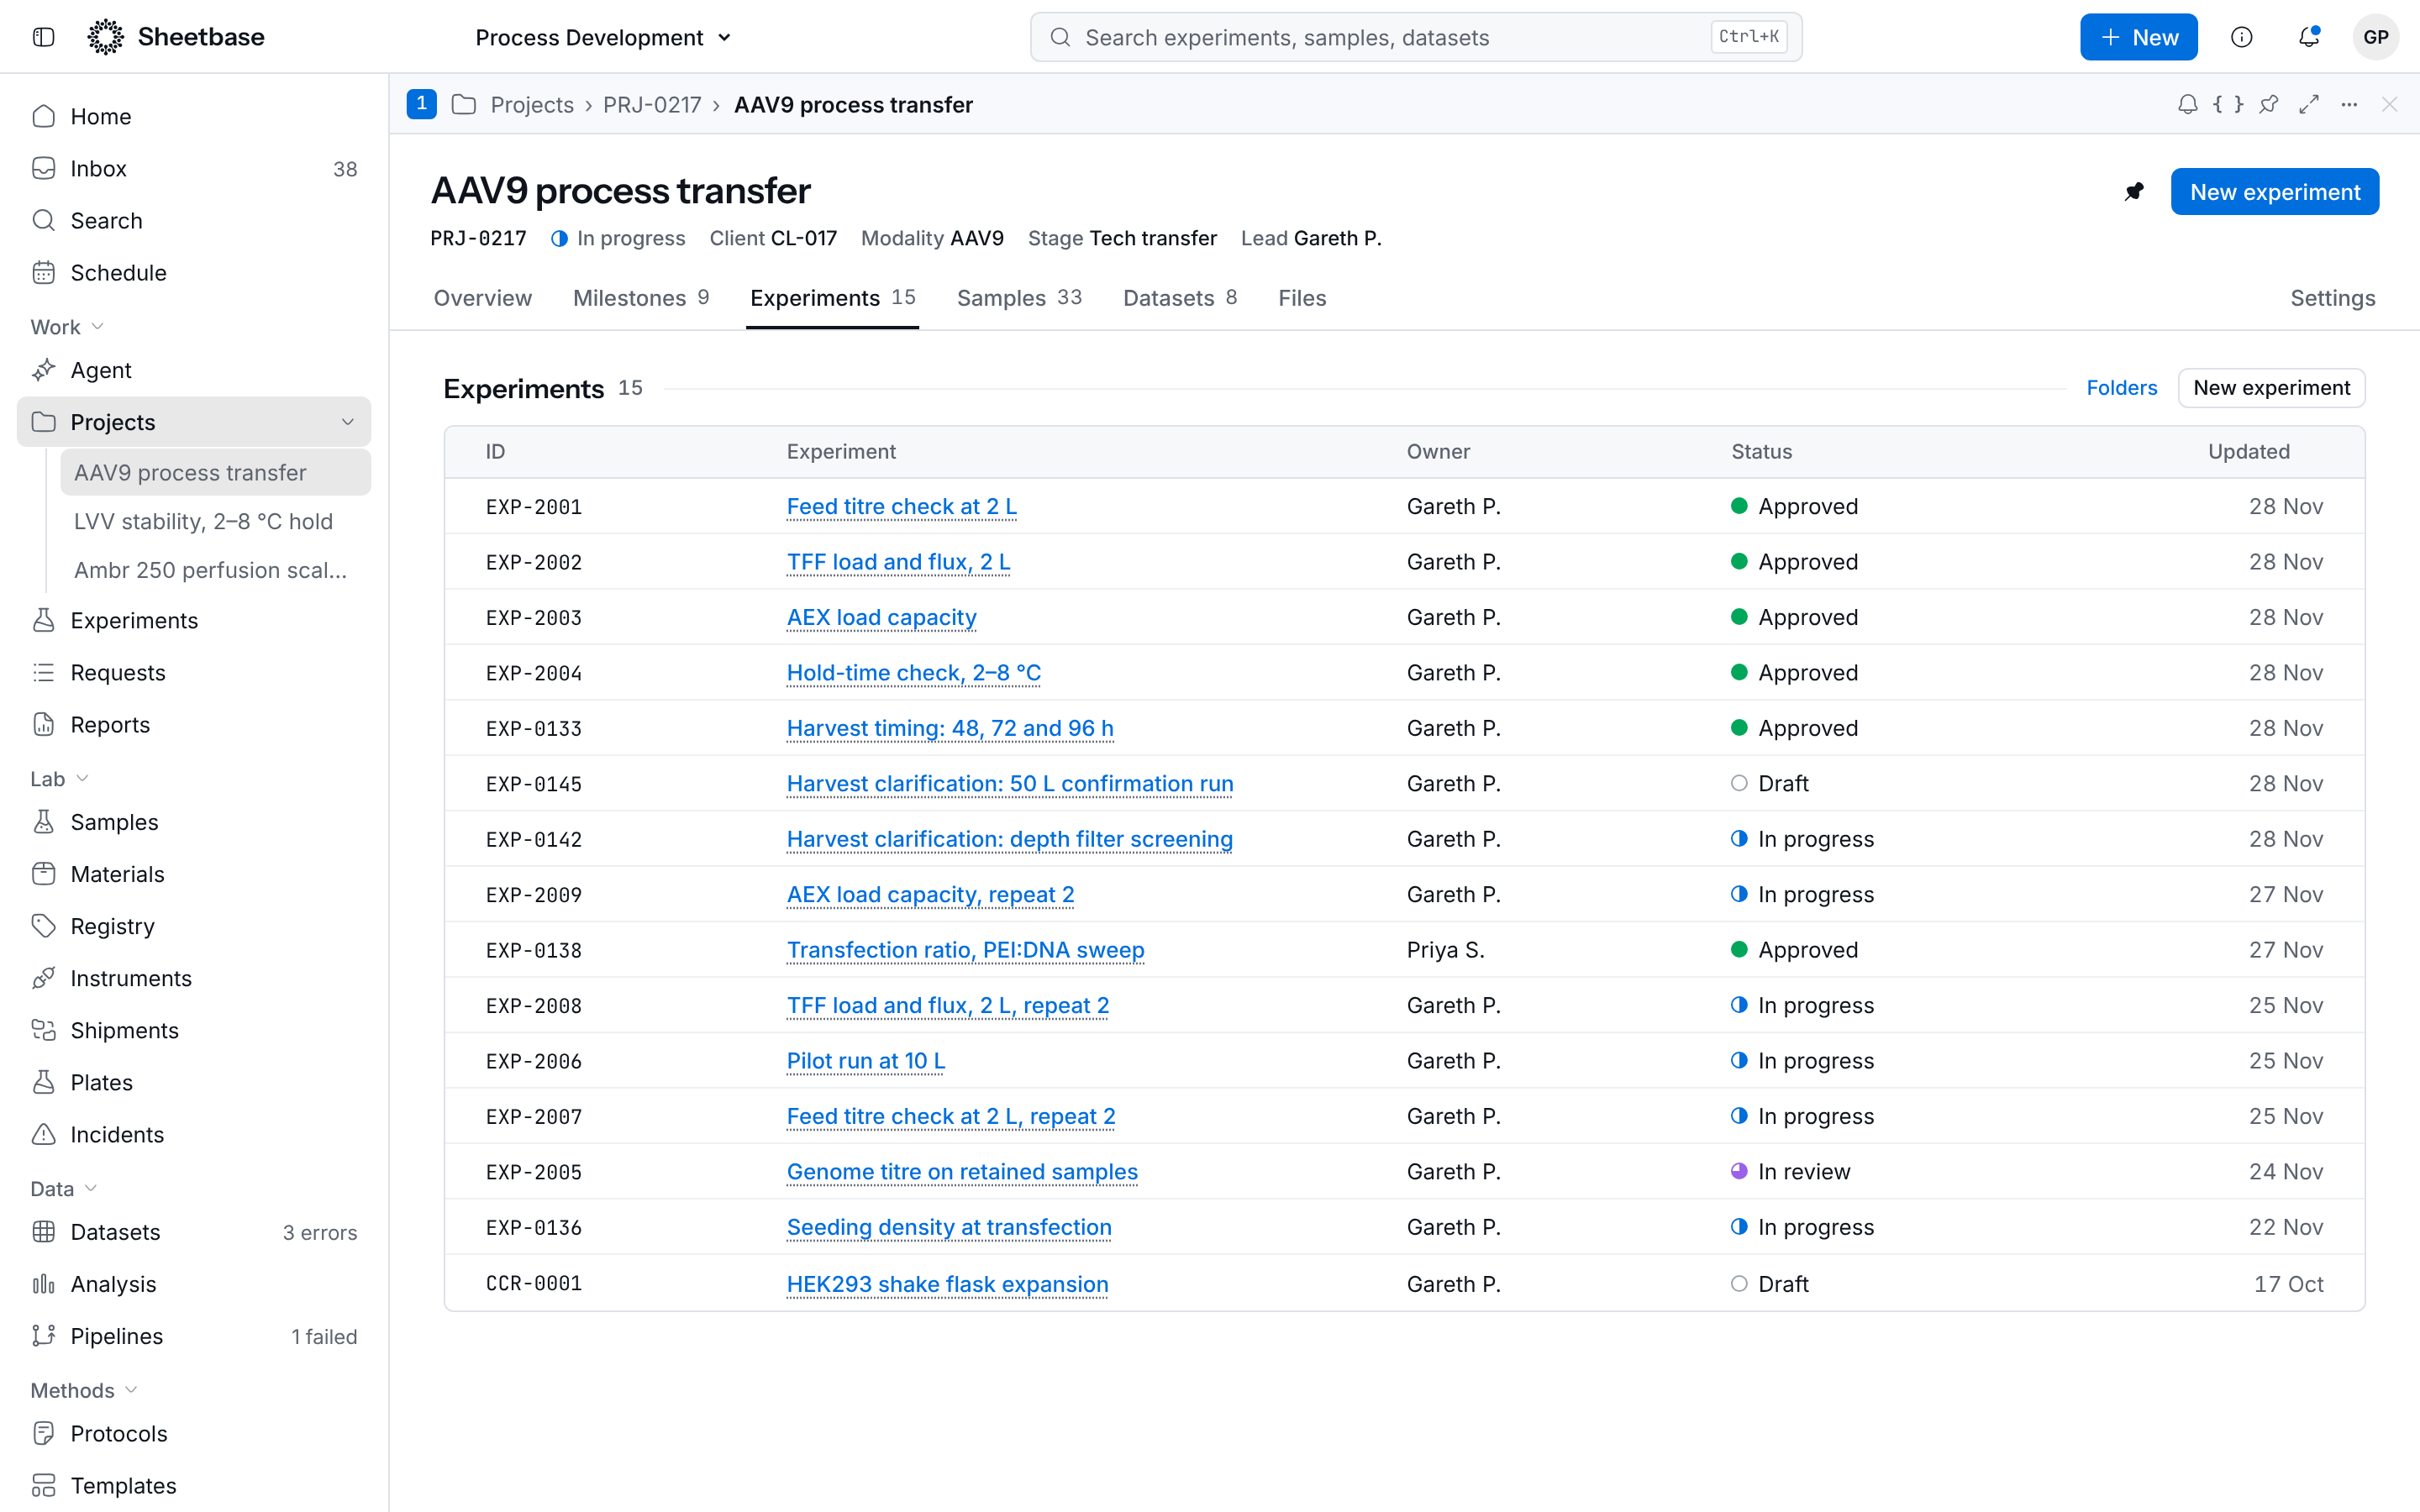 Sheetbase
Process Development
Search experiments, samples, datasets
Ctrl+K
New
GP
Home
Inbox 38
Search
Schedule
Work
Agent
Projects
AAV9 process transfer
LVV stability, 2–8 °C hold
Ambr 250 perfusion scal...
Experiments
Requests
Reports
Lab
Samples
Materials
Registry
Instruments
Shipments
Plates
Incidents
Data
Datasets 3 errors
Analysis
Pipelines 1 failed
Methods
Protocols
Templates
1 Projects › PRJ-0217 › AAV9 process transfer
AAV9 process transfer
New experiment
PRJ-0217 In progress Client CL-017 Modality AAV9 Stage Tech transfer Lead Gareth P.
Overview Milestones 9 Experiments 15 Samples 33 Datasets 8 Files Settings
Experiments 15 Folders New experiment
ID Experiment Owner Status Updated
EXP-2001 Feed titre check at 2 L Gareth P. Approved 28 Nov
EXP-2002 TFF load and flux, 2 L Gareth P. Approved 28 Nov
EXP-2003 AEX load capacity Gareth P. Approved 28 Nov
EXP-2004 Hold-time check, 2–8 °C Gareth P. Approved 28 Nov
EXP-0133 Harvest timing: 48, 72 and 96 h Gareth P. Approved 28 Nov
EXP-0145 Harvest clarification: 50 L confirmation run Gareth P. Draft 28 Nov
EXP-0142 Harvest clarification: depth filter screening Gareth P. In progress 28 Nov
EXP-2009 AEX load capacity, repeat 2 Gareth P. In progress 27 Nov
EXP-0138 Transfection ratio, PEI:DNA sweep Priya S. Approved 27 Nov
EXP-2008 TFF load and flux, 2 L, repeat 2 Gareth P. In progress 25 Nov
EXP-2006 Pilot run at 10 L Gareth P. In progress 25 Nov
EXP-2007 Feed titre check at 2 L, repeat 2 Gareth P. In progress 25 Nov
EXP-2005 Genome titre on retained samples Gareth P. In review 24 Nov
EXP-0136 Seeding density at transfection Gareth P. In progress 22 Nov
CCR-0001 HEK293 shake flask expansion Gareth P. Draft 17 Oct